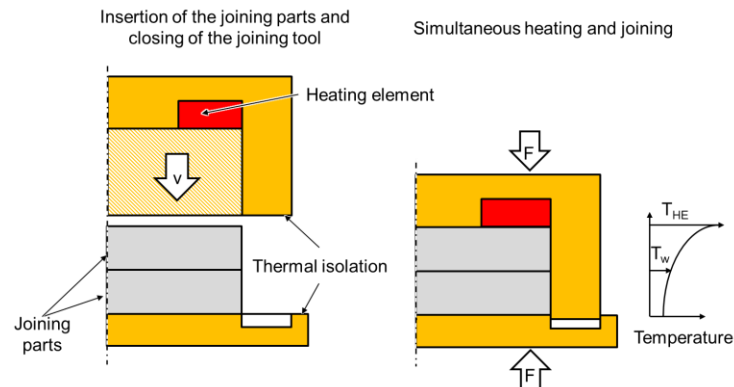 Insertion of the joining parts and
closing of the joining tool
Simultaneous heating and joining
Heating element
v
F
T_HE
T_w
Thermal isolation
Joining
parts
Temperature
F